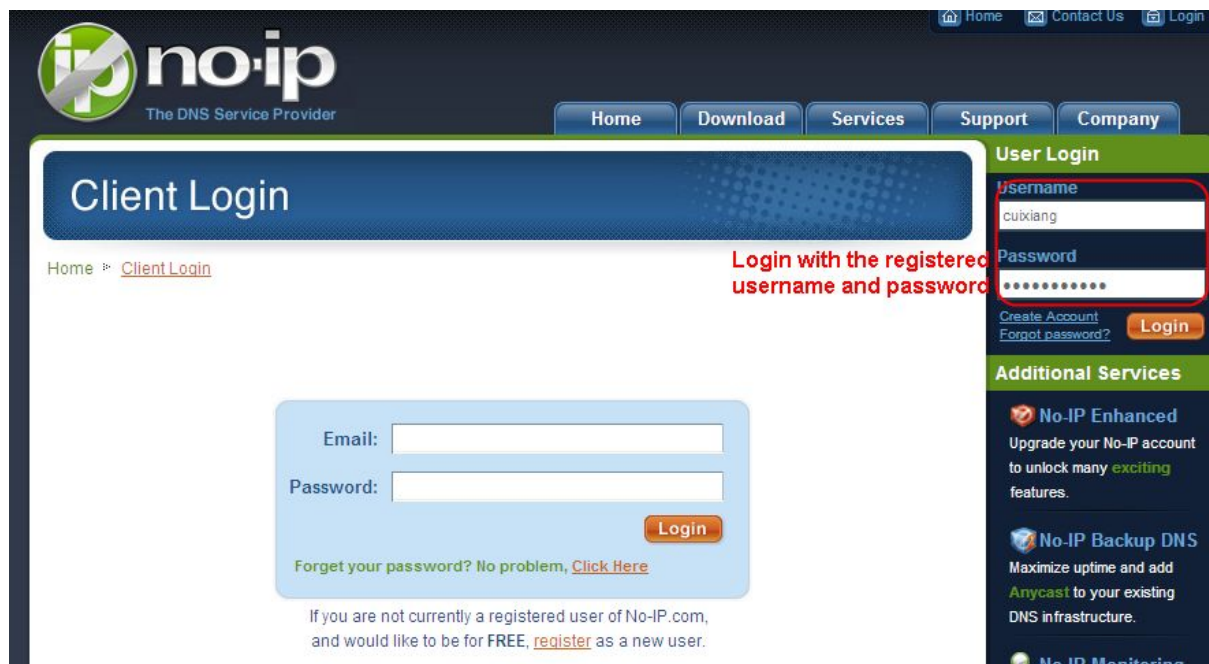 Home Contact Us Login
ip no·ip
The DNS Service Provider
Home Download Services Support Company
Client Login
Home Client Login
Login with the registered
username and password
User Login
Username
cuixiang
Password
•••••••••••
Create Account
Forgot password?
Login
Email:
Password:
Login
Forget your password? No problem, Click Here
If you are not currently a registered user of No-IP.com,
and would like to be for FREE, register as a new user.
Additional Services
No-IP Enhanced
Upgrade your No-IP account
to unlock many exciting
features.
No-IP Backup DNS
Maximize uptime and add
Anycast to your existing
DNS infrastructure.
No-IP Monitoring